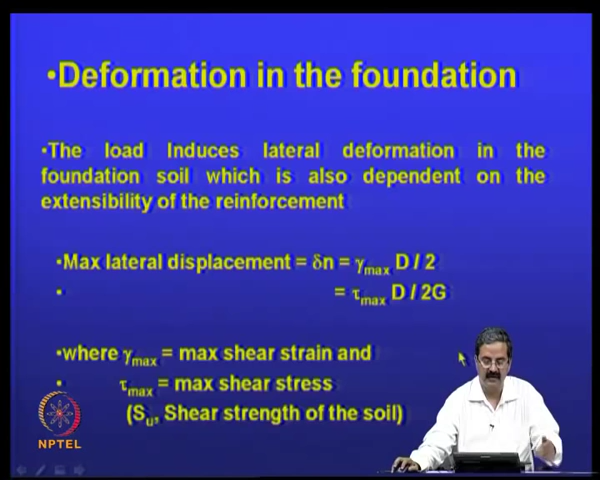 •Deformation in the foundation
•The load Induces lateral deformation in the
foundation soil which is also dependent on the
extensibility of the reinforcement
•Max lateral displacement = δn = γmax D / 2
• = τmax D / 2G
•where γmax = max shear strain and
• τmax = max shear stress
(Su, Shear strength of the soil)
NPTEL